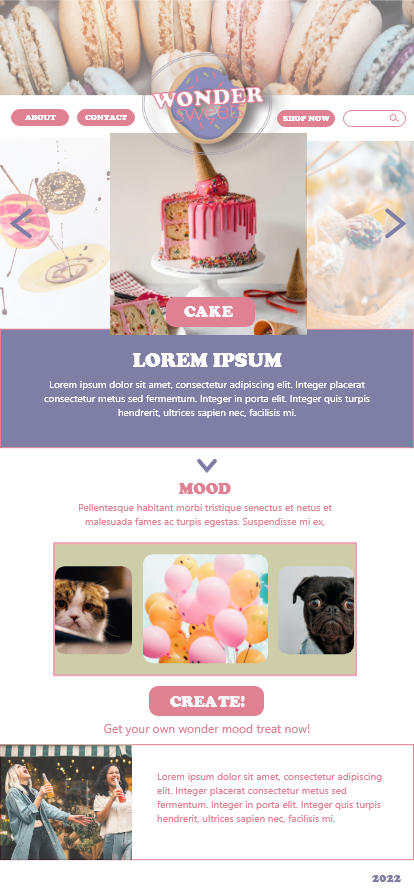 WONDER
Sweets
ABOUT
CONTACT
SHOP NOW
CAKE
LOREM IPSUM
Lorem ipsum dolor sit amet, consectetur adipiscing elit. Integer placerat
consectetur metus sed fermentum. Integer in porta elit. Integer quis turpis
hendrerit, ultrices sapien nec, facilisis mi.
MOOD
Pellentesque habitant morbi tristique senectus et netus et
malesuada fames ac turpis egestas. Suspendisse mi ex,
CREATE!
Get your own wonder mood treat now!
Lorem ipsum dolor sit amet, consectetur adipiscing
elit. Integer placerat consectetur metus sed
fermentum. Integer in porta elit. Integer quis turpis
hendrerit, ultrices sapien nec, facilisis mi.
2022